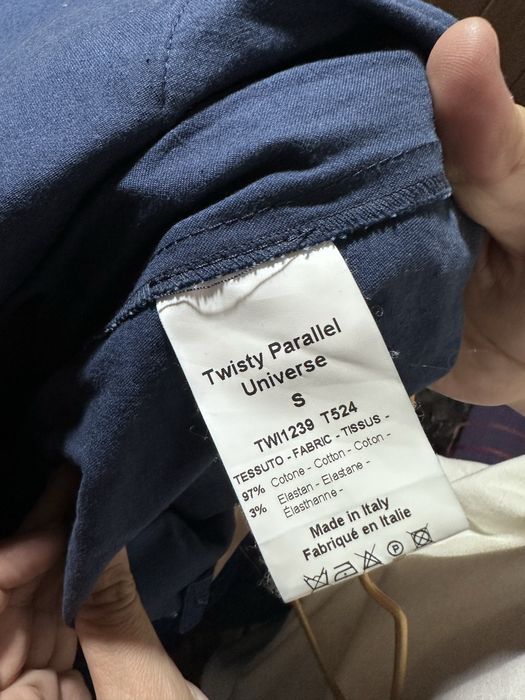 Twisty Parallel
Universe
S
TWI1239 T524
TESSUTO - FABRIC - TISSUS -
97% Cotone - Cotton - Coton -
3% Elastan - Elastane -
Élasthanne -
Made in Italy
Fabriqué en Italie